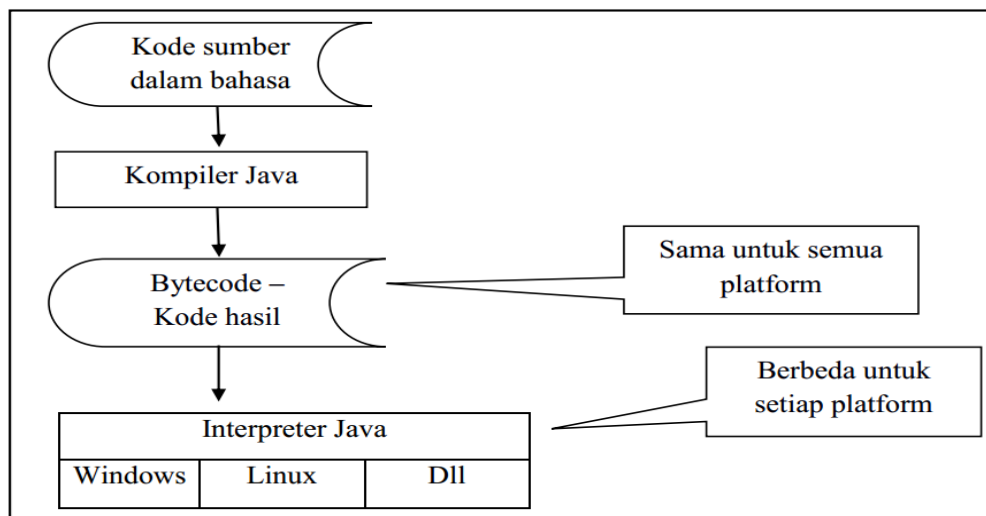 Kode sumber
dalam bahasa
Kompiler Java
Bytecode –
Kode hasil
Sama untuk semua
platform
Berbeda untuk
setiap platform
Interpreter Java
Windows
Linux
Dll